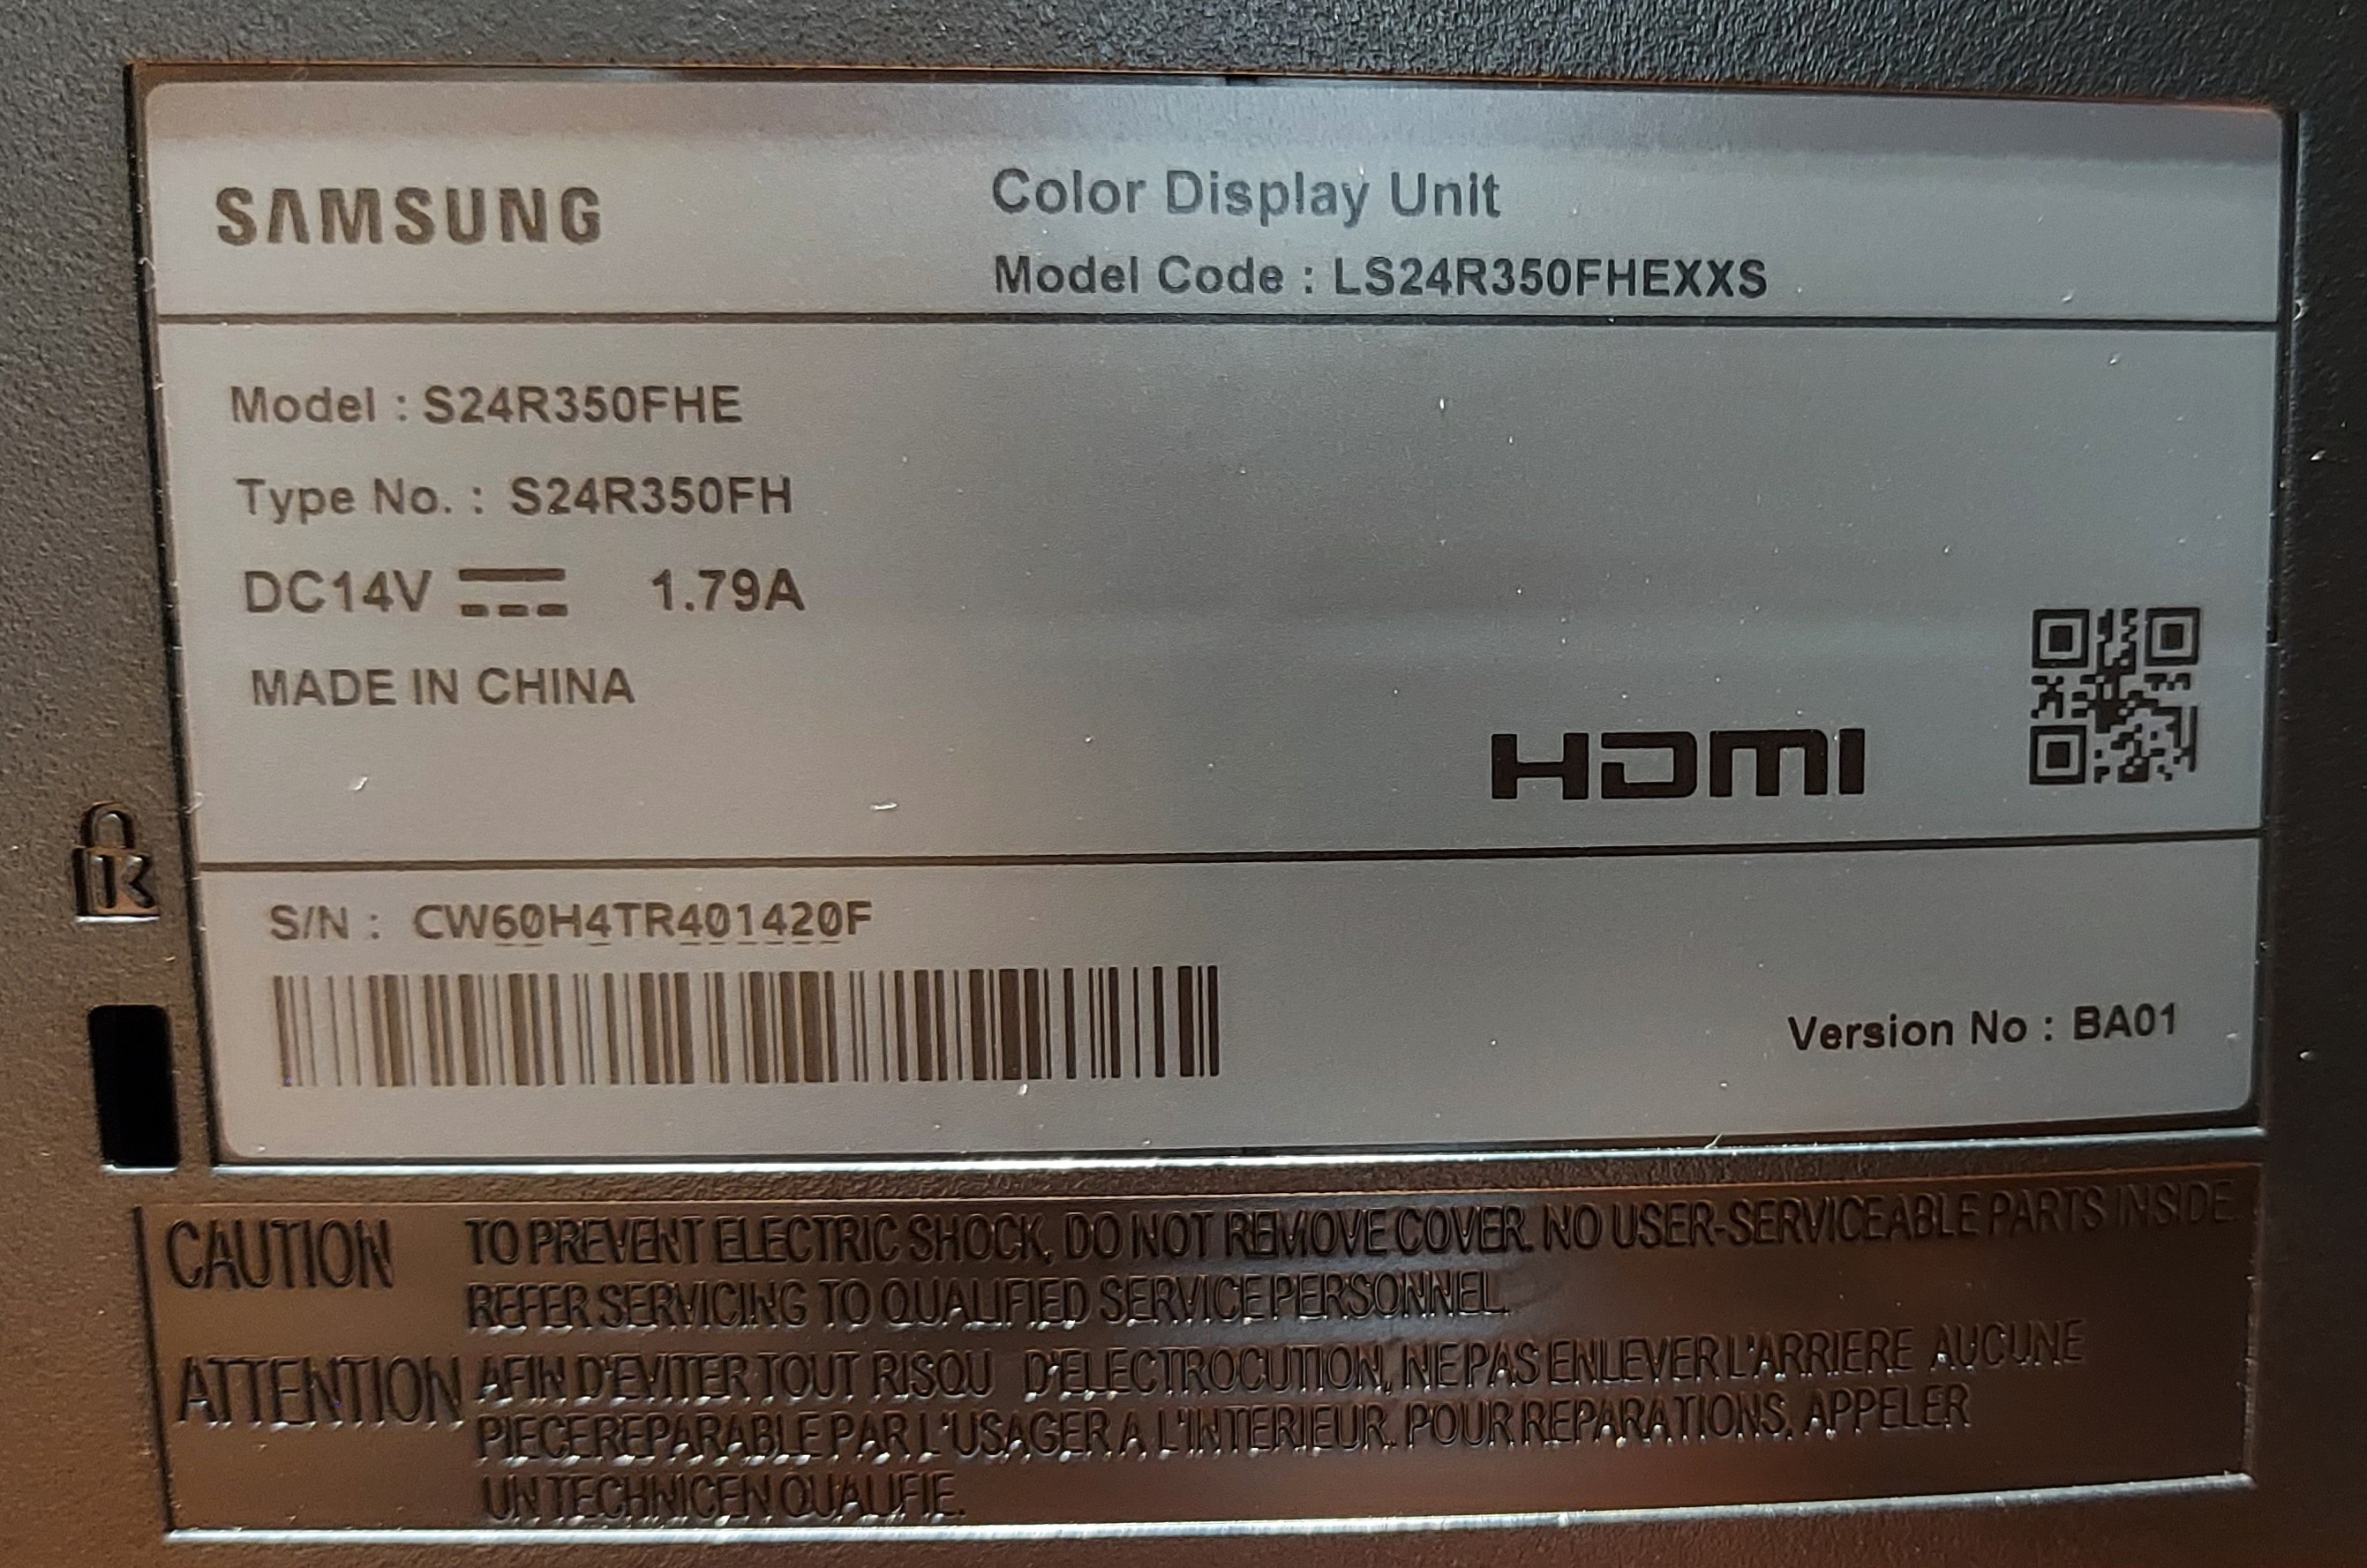 SAMSUNG
Color Display Unit
Model Code : LS24R350FHEXXS
Model : S24R350FHE
Type No. : S24R350FH
DC14V 1.79A
MADE IN CHINA
HDMI
S/N : CW60H4TR401420F
Version No : BA01
K
CAUTION TO PREVENT ELECTRIC SHOCK, DO NOT REMOVE COVER. NO USER-SERVICEABLE PARTS INSIDE.
REFER SERVICING TO QUALIFIED SERVICE PERSONNEL.
ATTENTION AFIN D'EVITER TOUT RISQU D'ELECTROCUTION, NE PAS ENLEVER L'ARRIERE AUCUNE
PIECE REPARABLE PAR L'USAGER A L'INTERIEUR. POUR REPARATIONS, APPELER
UN TECHNICEN QUALIFIE.